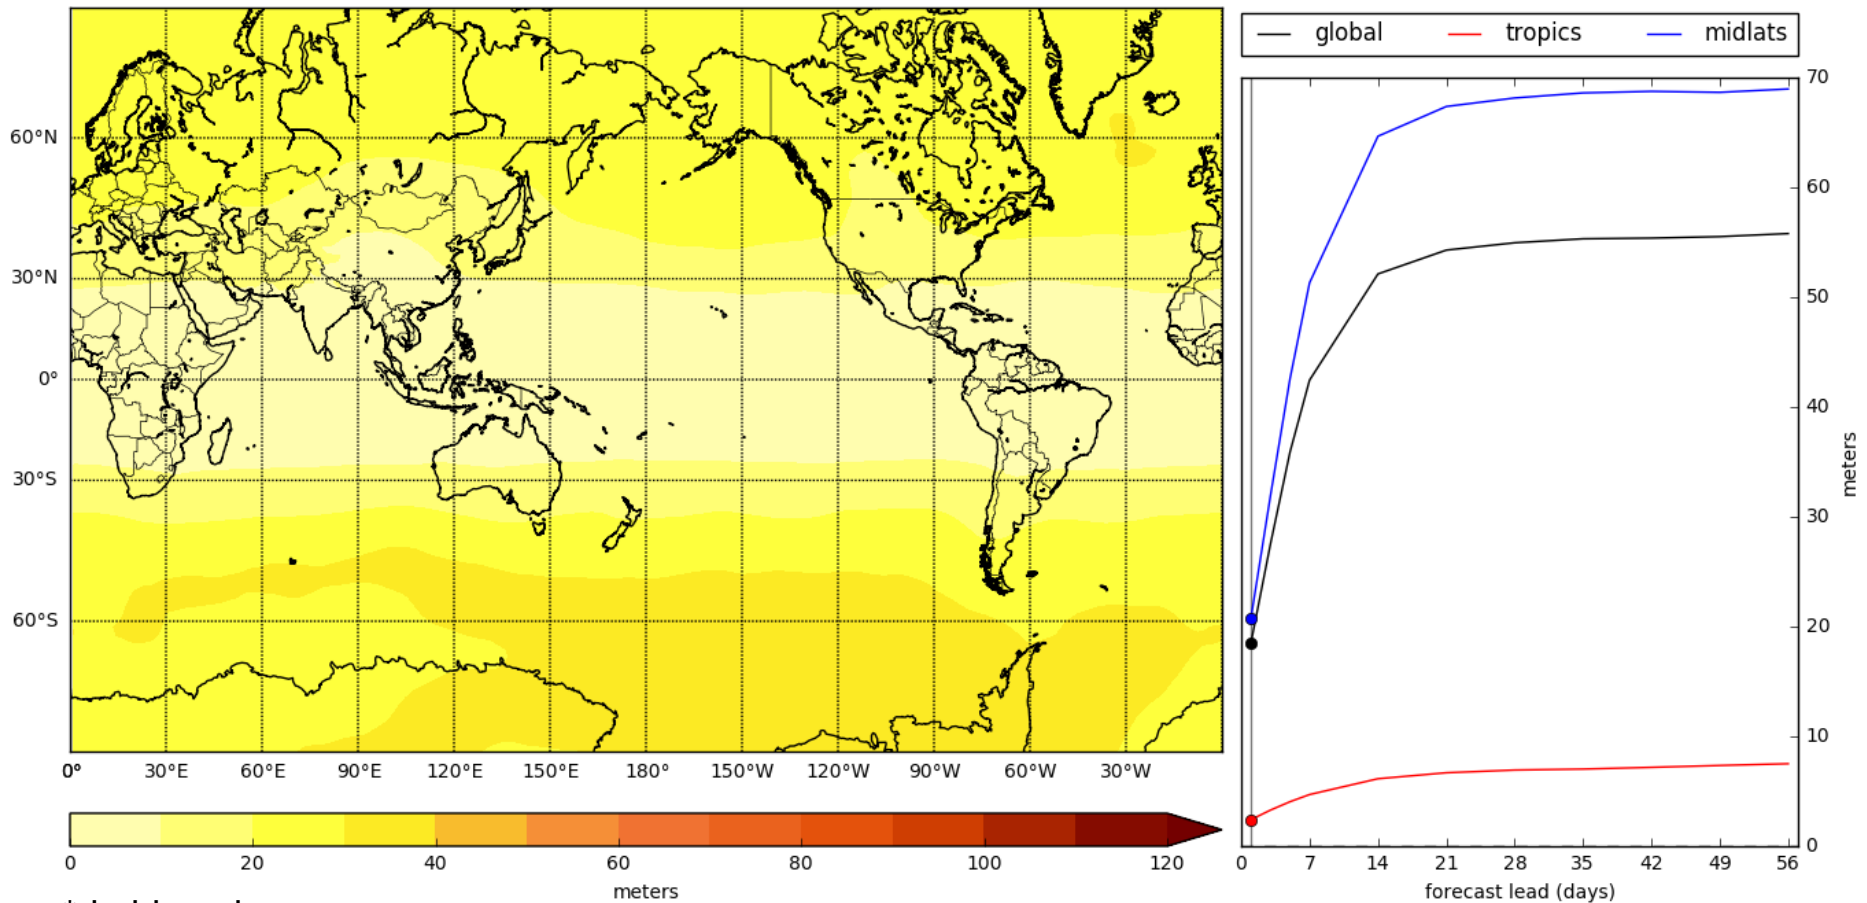 global tropics midlats
70
60°N
60
30°N
50
0°
40
meters
30°S
30
60°S
20
10
0° 30°E 60°E 90°E 120°E 150°E 180° 150°W 120°W 90°W 60°W 30°W
0
0 20 40 60 80 100 120
0 7 14 21 28 35 42 49 56
meters
forecast lead (days)